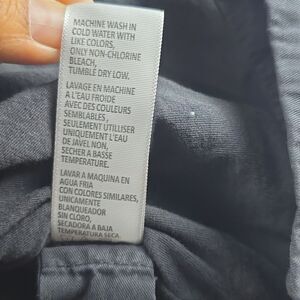 MACHINE WASH IN
COLD WATER WITH
LIKE COLORS,
ONLY NON-CHLORINE
BLEACH,
TUMBLE DRY LOW.
LAVAGE EN MACHINE
A L'EAU FROIDE
AVEC DES COULEURS
SEMBLABLES,
SEULEMENT UTILISER
UNIQUEMENT L'EAU
DE JAVEL NON,
SECHER A BASSE
TEMPERATURE.
LAVAR A MAQUINA EN
AGUA FRIA
CON COLORES SIMILARES,
UNICAMENTE
BLANQUEADOR
SIN CLORO,
SECADORA A BAJA
TEMPERATURA SECA.